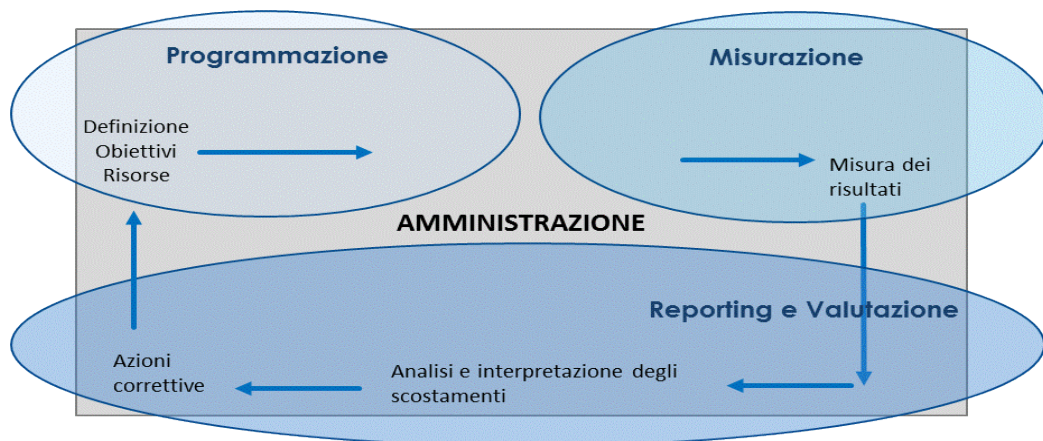 Programmazione
Misurazione
Definizione
Obiettivi
Risorse
Misura dei
risultati
AMMINISTRAZIONE
Reporting e Valutazione
Azioni
correttive
Analisi e interpretazione degli
scostamenti